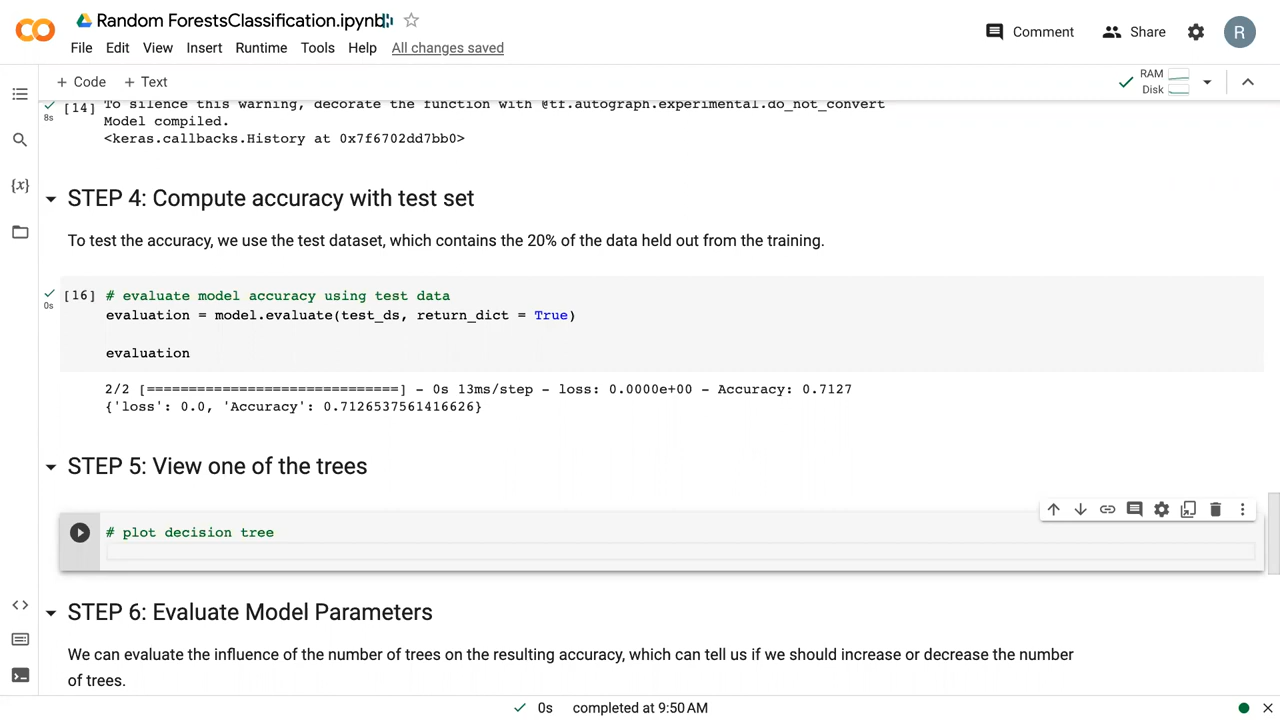 Random ForestsClassification.ipynb
File Edit View Insert Runtime Tools Help All changes saved
Comment Share R
+ Code + Text
RAM
Disk
[14] To silence this warning, decorate the function with @tf.autograph.experimental.do_not_convert
8s
Model compiled.
<keras.callbacks.History at 0x7f6702dd7bb0>
{x}
STEP 4: Compute accuracy with test set
To test the accuracy, we use the test dataset, which contains the 20% of the data held out from the training.
[16] # evaluate model accuracy using test data
0s
evaluation = model.evaluate(test_ds, return_dict = True)
evaluation
2/2 [==============================] - 0s 13ms/step - loss: 0.0000e+00 - Accuracy: 0.7127
{'loss': 0.0, 'Accuracy': 0.7126537561416626}
STEP 5: View one of the trees
# plot decision tree
STEP 6: Evaluate Model Parameters
We can evaluate the influence of the number of trees on the resulting accuracy, which can tell us if we should increase or decrease the number
of trees.
0s completed at 9:50 AM